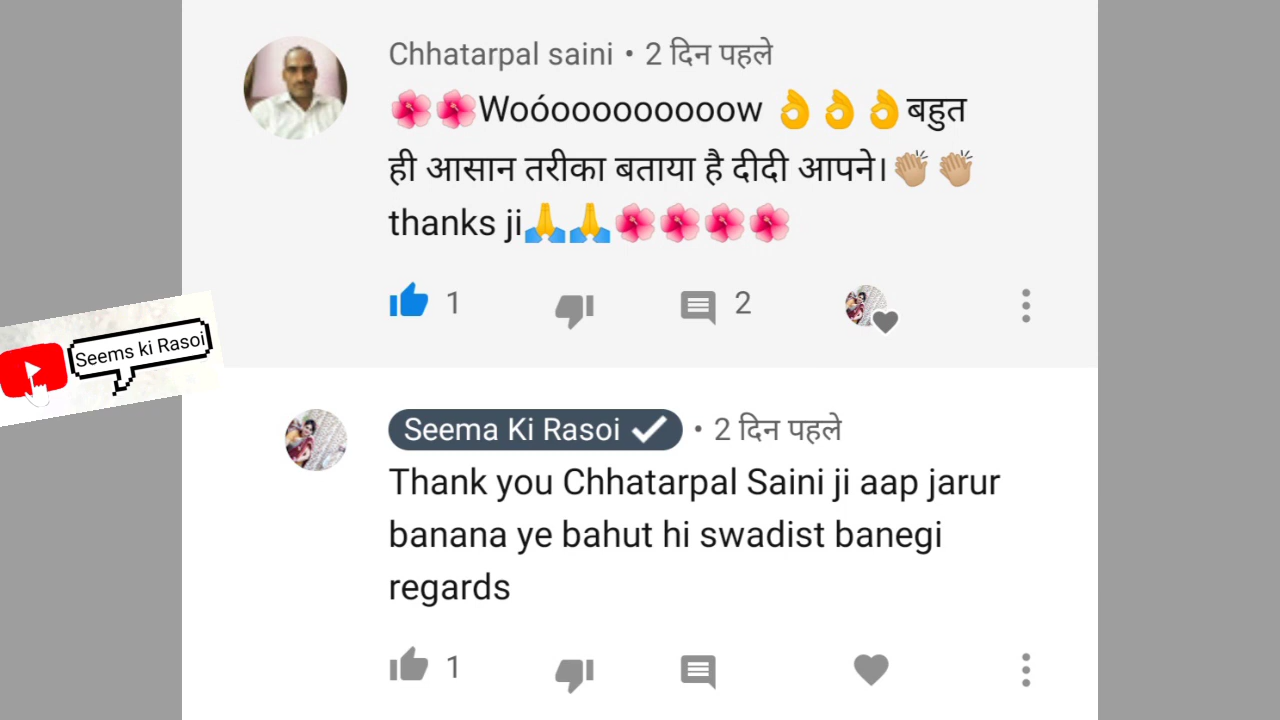 Chhatarpal saini • 2 दिन पहले
🌺🌺Woóoooooooooow 👌👌👌बहुत
ही आसान तरीका बताया है दीदी आपने।👏🏼👏🏼
thanks ji🙏🙏🌺🌺🌺🌺
1 2
Seems ki Rasoi
Seema Ki Rasoi ✔ • 2 दिन पहले
Thank you Chhatarpal Saini ji aap jarur
banana ye bahut hi swadist banegi
regards
1